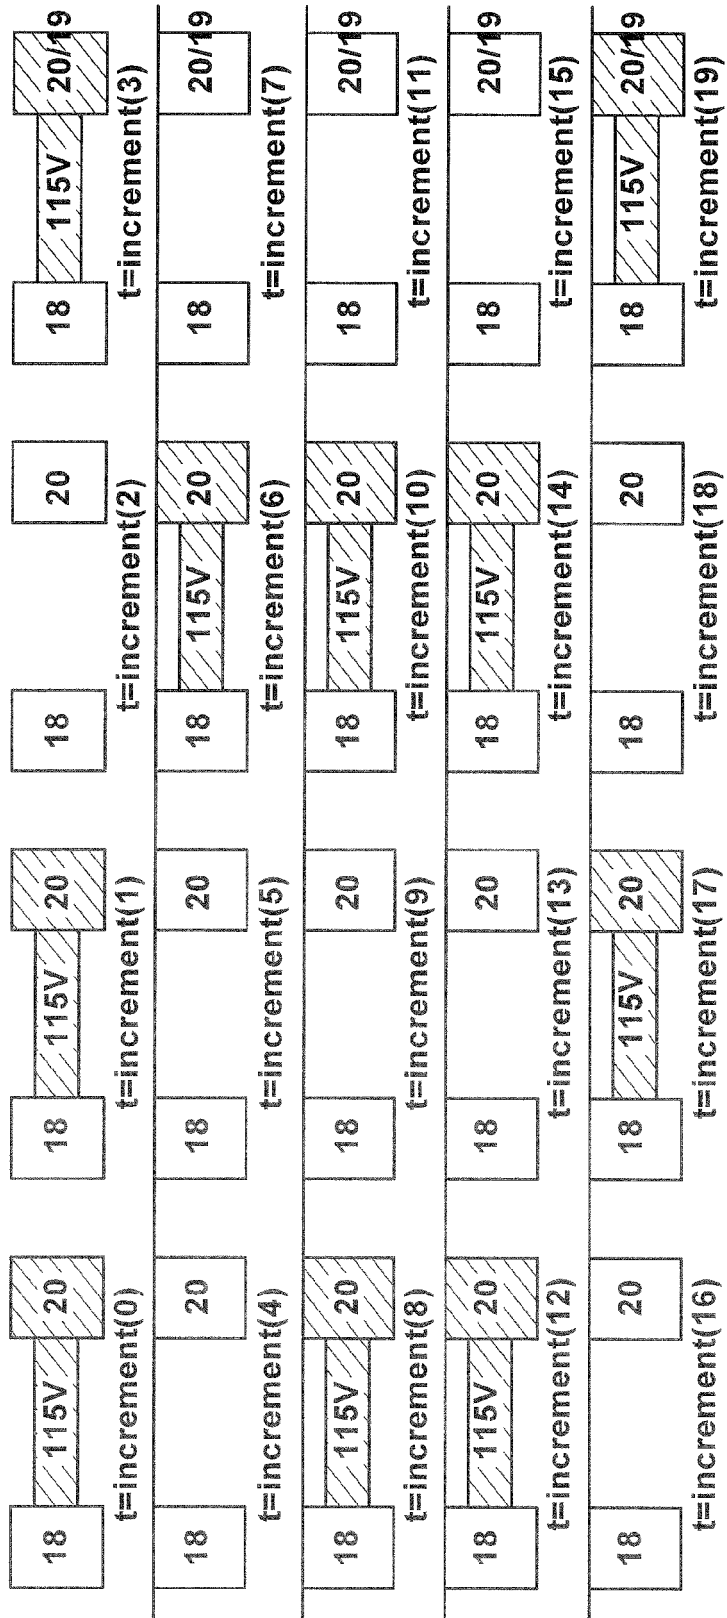 18 115V 20
t=increment(0)
18 115V 20
t=increment(1)
18 20
t=increment(2)
18 115V 20/19
t=increment(3)
18 20
t=increment(4)
18 20
t=increment(5)
18 115V 20
t=increment(6)
18 20/19
t=increment(7)
18 115V 20
t=increment(8)
18 20
t=increment(9)
18 115V 20
t=increment(10)
18 20/19
t=increment(11)
18 115V 20
t=increment(12)
18 20
t=increment(13)
18 115V 20
t=increment(14)
18 20/19
t=increment(15)
18 20
t=increment(16)
18 115V 20
t=increment(17)
18 20
t=increment(18)
18 115V 20/19
t=increment(19)